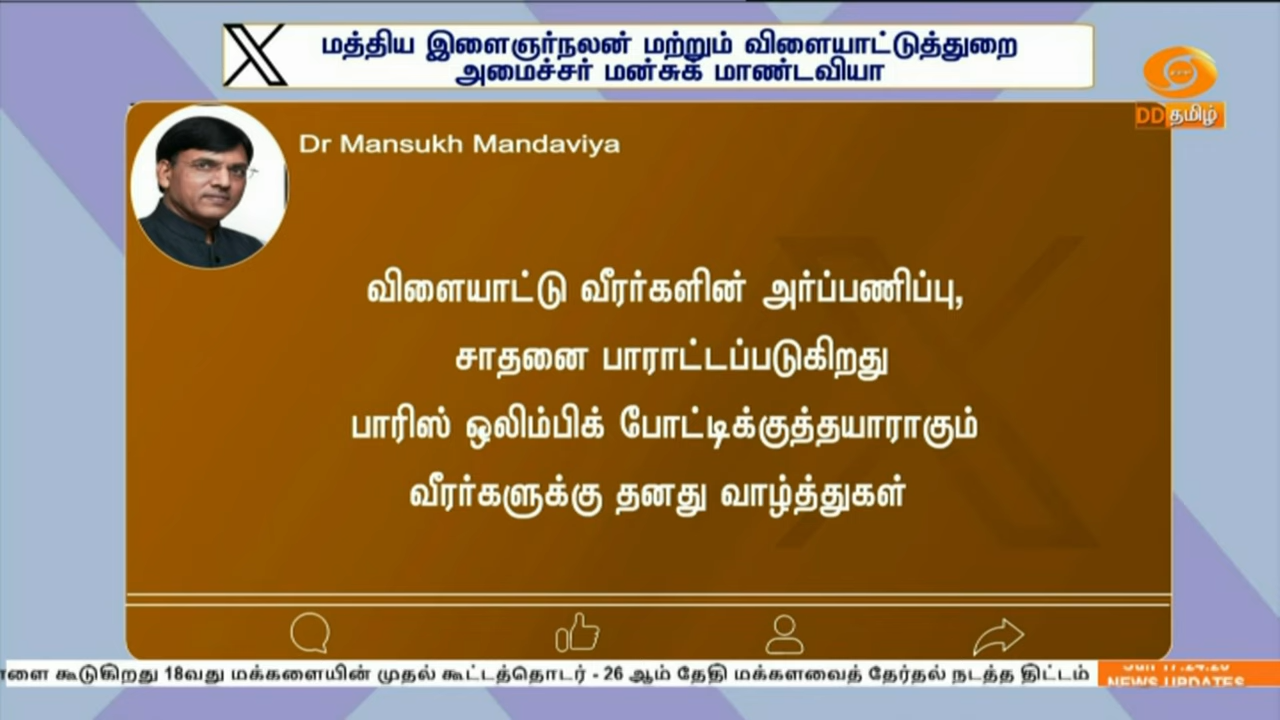 மத்திய இளைஞர்நலன் மற்றும் விளையாட்டுத்துறை
அமைச்சர் மன்சுக் மாண்டவியா
DD தமிழ்
Dr Mansukh Mandaviya
விளையாட்டு வீரர்களின் அர்ப்பணிப்பு,
சாதனை பாராட்டப்படுகிறது
பாரிஸ் ஒலிம்பிக் போட்டிக்குத்தயாராகும்
வீரர்களுக்கு தனது வாழ்த்துகள்
கூடுகிறது 18வது மக்களையின் முதல் கூட்டத்தொடர் - 26 ஆம் தேதி மக்களவைத் தேர்தல் நடத்த திட்டம்
NEWS UPDATES